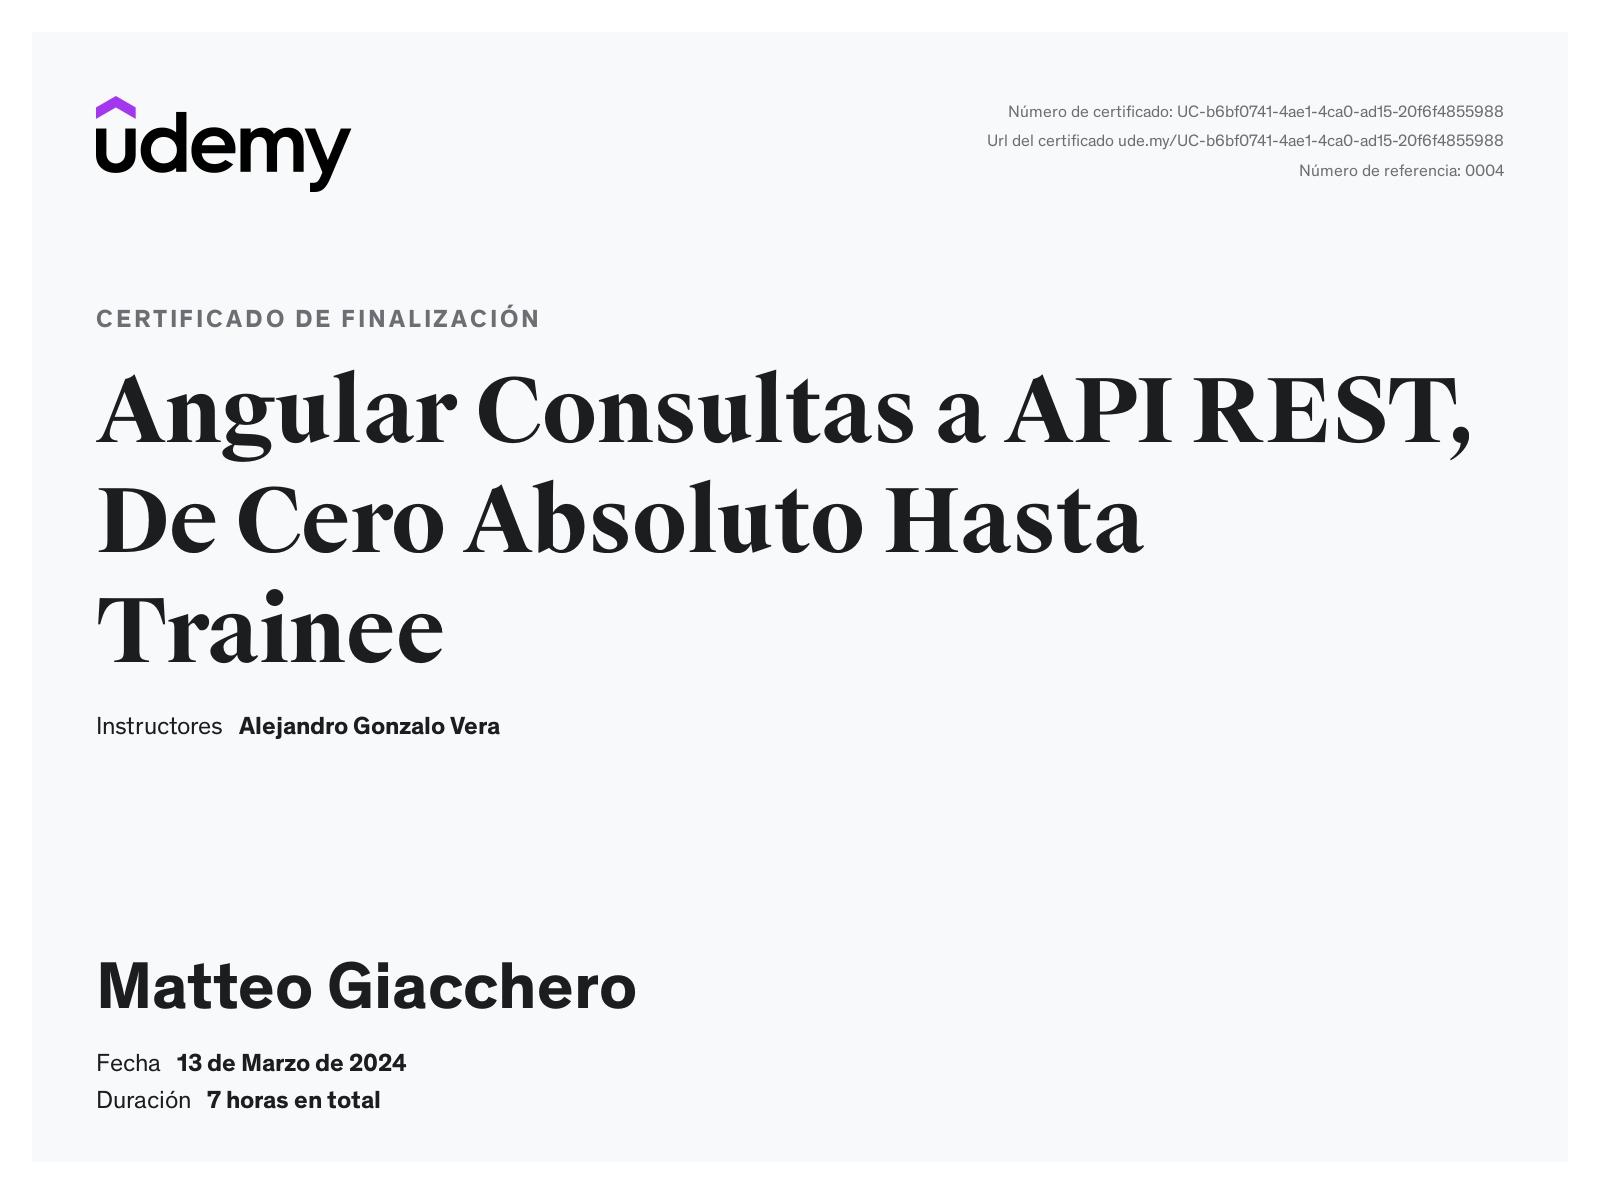 udemy
Número de certificado: UC-b6bf0741-4ae1-4ca0-ad15-20f6f4855988
Url del certificado ude.my/UC-b6bf0741-4ae1-4ca0-ad15-20f6f4855988
Número de referencia: 0004
CERTIFICADO DE FINALIZACIÓN
Angular Consultas a API REST,
De Cero Absoluto Hasta
Trainee
Instructores Alejandro Gonzalo Vera
Matteo Giacchero
Fecha 13 de Marzo de 2024
Duración 7 horas en total